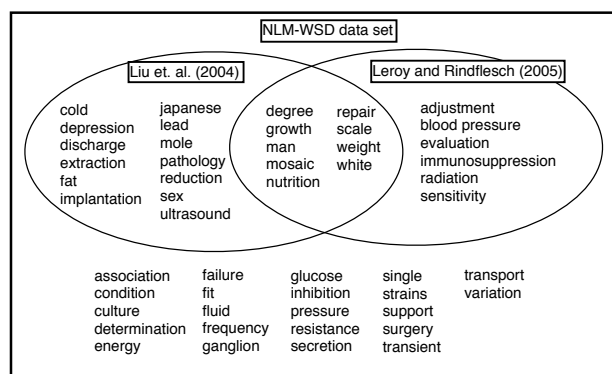 NLM-WSD data set
Liu et. al. (2004)
Leroy and Rindflesch (2005)
cold
depression
discharge
extraction
fat
implantation
japanese
lead
mole
pathology
reduction
sex
ultrasound
degree
growth
man
mosaic
nutrition
repair
scale
weight
white
adjustment
blood pressure
evaluation
immunosuppression
radiation
sensitivity
association
condition
culture
determination
energy
failure
fit
fluid
frequency
ganglion
glucose
inhibition
pressure
resistance
secretion
single
strains
support
surgery
transient
transport
variation